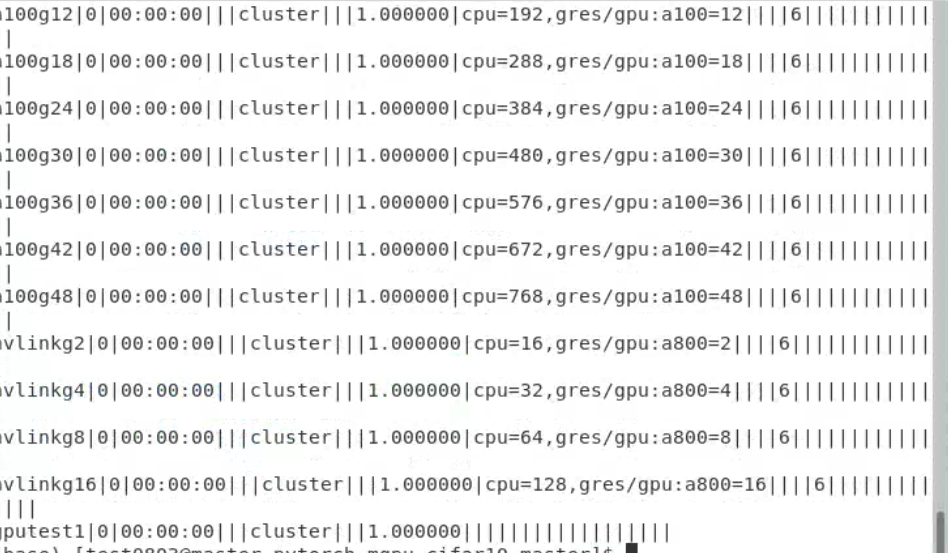 a100g12|0|00:00:00|||cluster|||1.000000|cpu=192,gres/gpu:a100=12||||6|||||||||||
|
a100g18|0|00:00:00|||cluster|||1.000000|cpu=288,gres/gpu:a100=18||||6|||||||||||
|
a100g24|0|00:00:00|||cluster|||1.000000|cpu=384,gres/gpu:a100=24||||6|||||||||||
|
a100g30|0|00:00:00|||cluster|||1.000000|cpu=480,gres/gpu:a100=30||||6|||||||||||
|
a100g36|0|00:00:00|||cluster|||1.000000|cpu=576,gres/gpu:a100=36||||6|||||||||||
|
a100g42|0|00:00:00|||cluster|||1.000000|cpu=672,gres/gpu:a100=42||||6|||||||||||
|
a100g48|0|00:00:00|||cluster|||1.000000|cpu=768,gres/gpu:a100=48||||6|||||||||||
|
nvlinkg2|0|00:00:00|||cluster|||1.000000|cpu=16,gres/gpu:a800=2||||6||||||||||||
nvlinkg4|0|00:00:00|||cluster|||1.000000|cpu=32,gres/gpu:a800=4||||6||||||||||||
nvlinkg8|0|00:00:00|||cluster|||1.000000|cpu=64,gres/gpu:a800=8||||6||||||||||||
nvlinkg16|0|00:00:00|||cluster|||1.000000|cpu=128,gres/gpu:a800=16||||6|||||||||
|||
gputest1|0|00:00:00|||cluster|||1.000000||||||||||||||||||
(base) [test0803@master pytorch-mgpu-cifar10-master]$